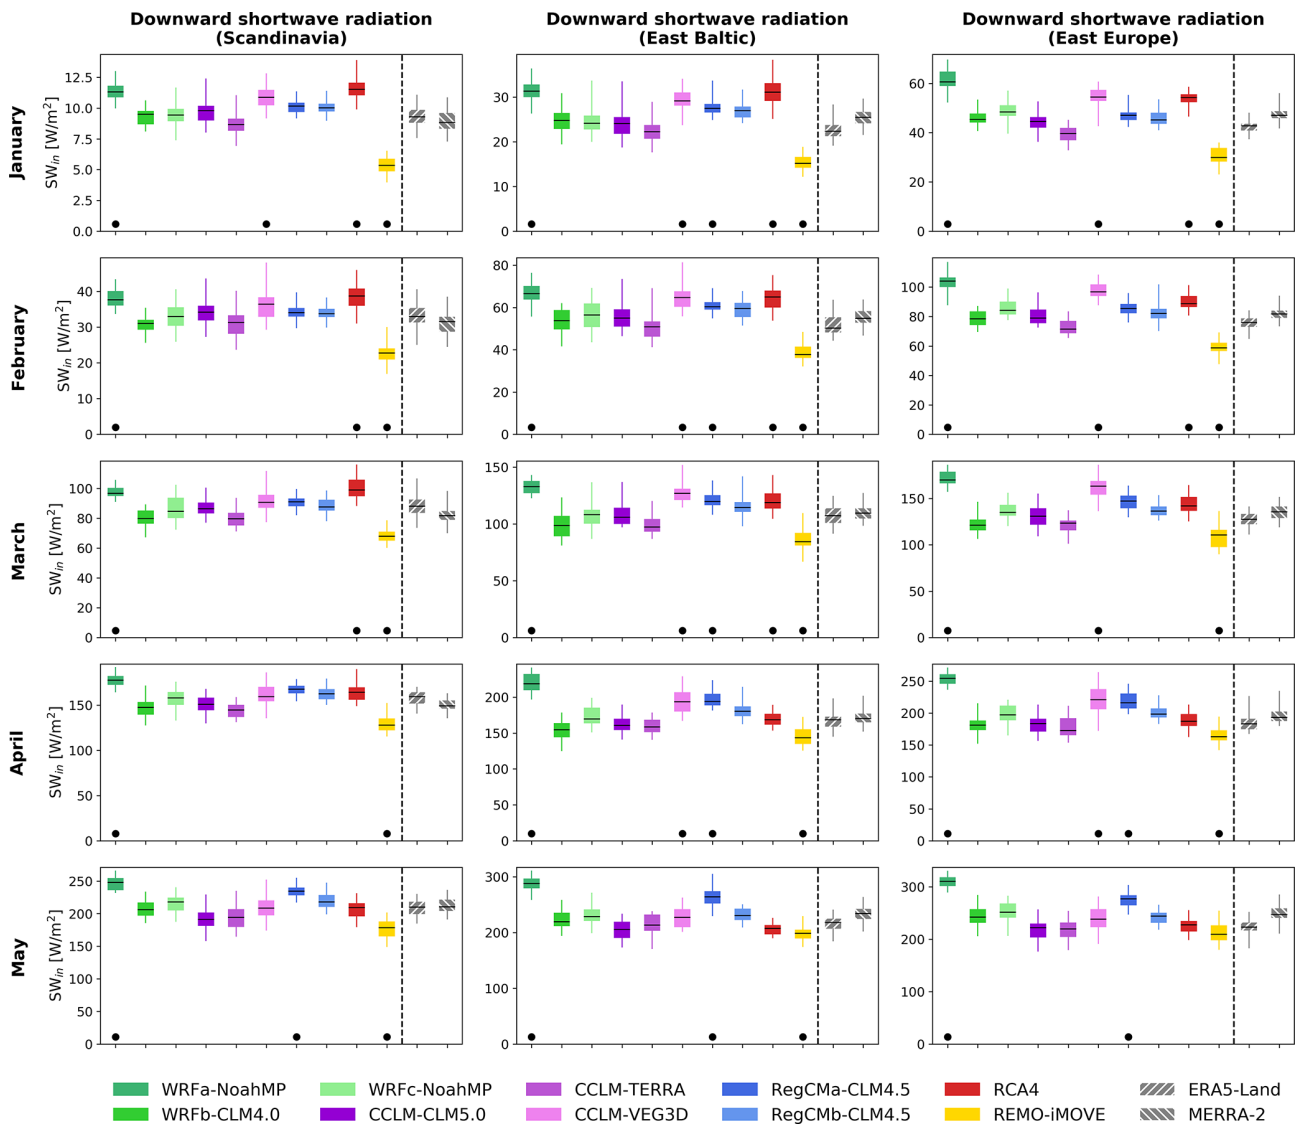 Downward shortwave radiation
(Scandinavia)
Downward shortwave radiation
(East Baltic)
Downward shortwave radiation
(East Europe)
January
SW_in [W/m²]
12.5
10.0
7.5
5.0
2.5
0.0
30
20
10
0
60
40
20
0
February
SW_in [W/m²]
40
30
20
10
0
80
60
40
20
0
100
80
60
40
20
0
March
SW_in [W/m²]
100
80
60
40
20
0
150
100
50
0
150
100
50
0
April
SW_in [W/m²]
150
100
50
0
200
150
100
50
0
250
200
150
100
50
0
May
SW_in [W/m²]
250
200
150
100
50
0
300
200
100
0
300
200
100
0
WRFa-NoahMP
WRFc-NoahMP
CCLM-TERRA
RegCMa-CLM4.5
RCA4
ERA5-Land
WRFb-CLM4.0
CCLM-CLM5.0
CCLM-VEG3D
RegCMb-CLM4.5
REMO-iMOVE
MERRA-2